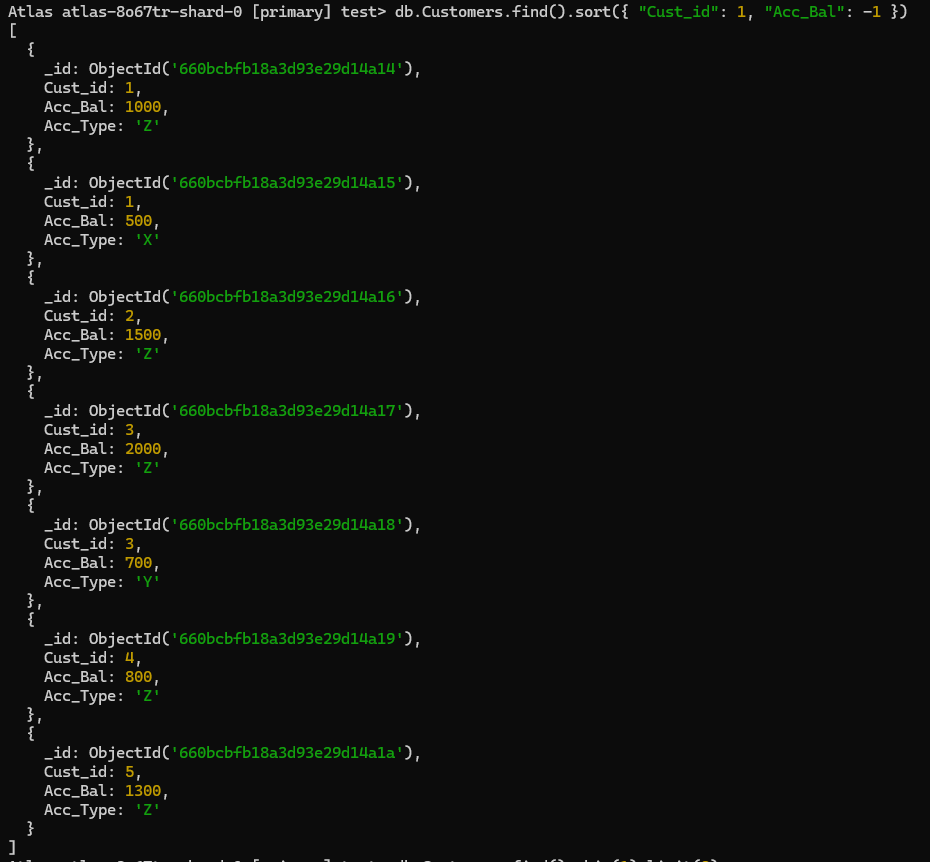 Atlas atlas-8o67tr-shard-0 [primary] test> db.Customers.find().sort({ "Cust_id": 1, "Acc_Bal": -1 })
[
  {
    _id: ObjectId('660bcbfb18a3d93e29d14a14'),
    Cust_id: 1,
    Acc_Bal: 1000,
    Acc_Type: 'Z'
  },
  {
    _id: ObjectId('660bcbfb18a3d93e29d14a15'),
    Cust_id: 1,
    Acc_Bal: 500,
    Acc_Type: 'X'
  },
  {
    _id: ObjectId('660bcbfb18a3d93e29d14a16'),
    Cust_id: 2,
    Acc_Bal: 1500,
    Acc_Type: 'Z'
  },
  {
    _id: ObjectId('660bcbfb18a3d93e29d14a17'),
    Cust_id: 3,
    Acc_Bal: 2000,
    Acc_Type: 'Z'
  },
  {
    _id: ObjectId('660bcbfb18a3d93e29d14a18'),
    Cust_id: 3,
    Acc_Bal: 700,
    Acc_Type: 'Y'
  },
  {
    _id: ObjectId('660bcbfb18a3d93e29d14a19'),
    Cust_id: 4,
    Acc_Bal: 800,
    Acc_Type: 'Z'
  },
  {
    _id: ObjectId('660bcbfb18a3d93e29d14a1a'),
    Cust_id: 5,
    Acc_Bal: 1300,
    Acc_Type: 'Z'
  }
]